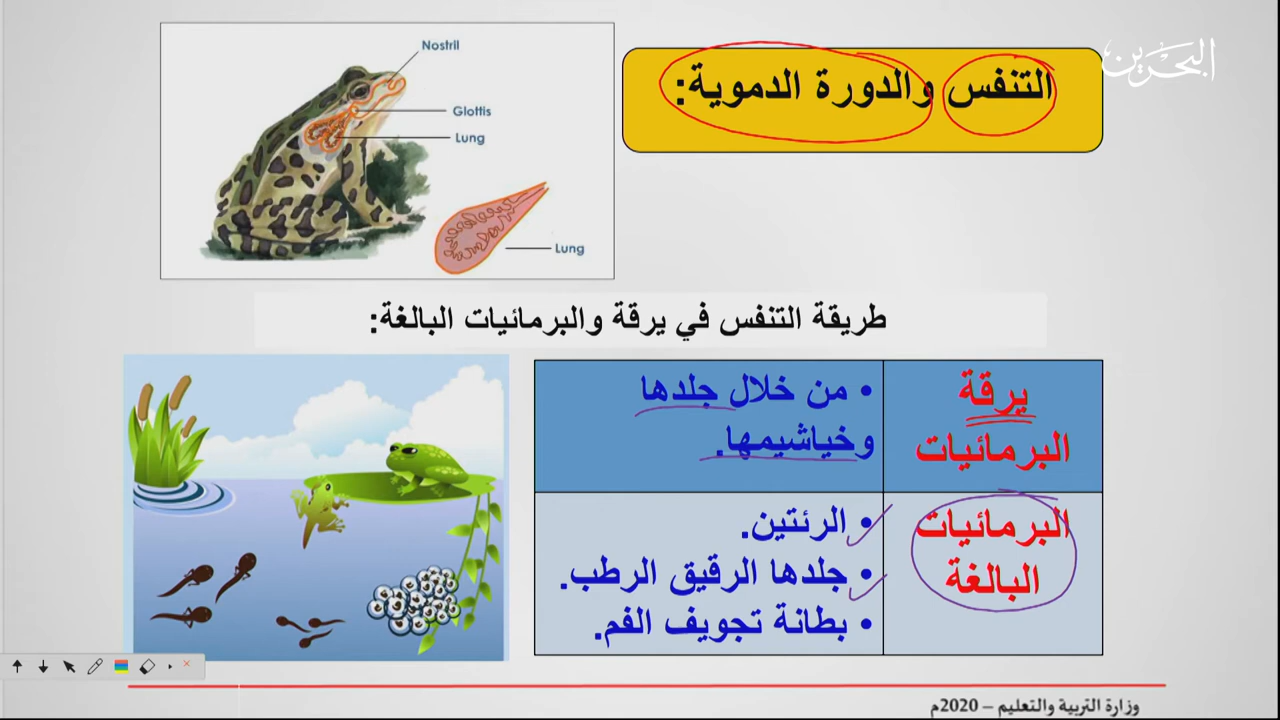 البحرين
التنفس والدورة الدموية:
Nostril
Glottis
Lung
Lung
طريقة التنفس في يرقة والبرمائيات البالغة:
يرقة
البرمائيات
• من خلال جلدها
وخياشيمها.
البرمائيات
البالغة
• الرئتين.
• جلدها الرقيق الرطب.
• بطانة تجويف الفم.
وزارة التربية والتعليم – 2020م